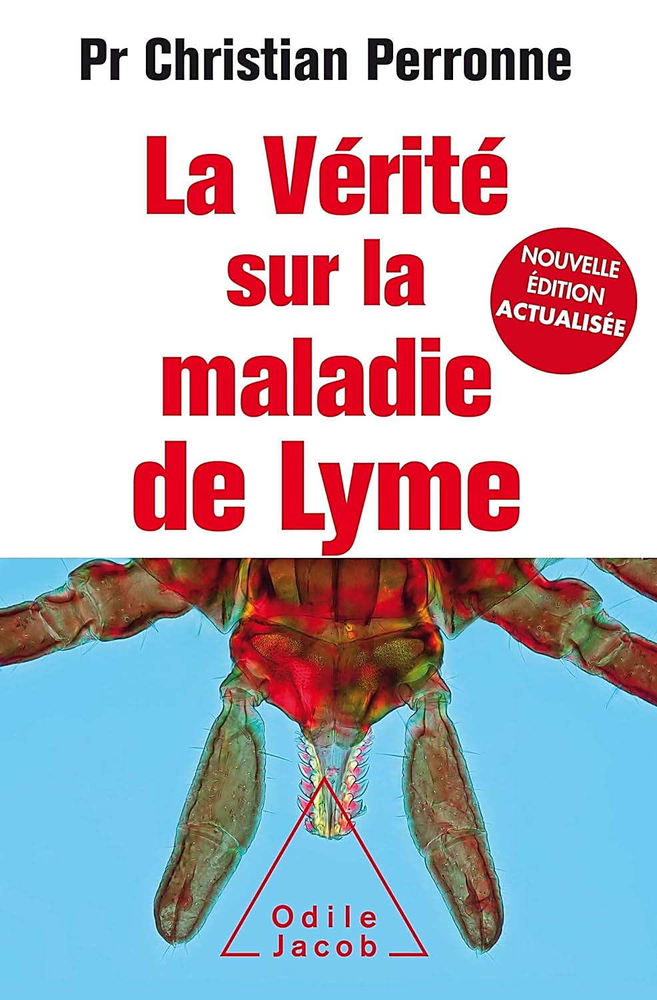 Pr Christian Perronne
La Vérité
sur la
maladie
de Lyme
NOUVELLE
ÉDITION
ACTUALISÉE
Odile
Jacob